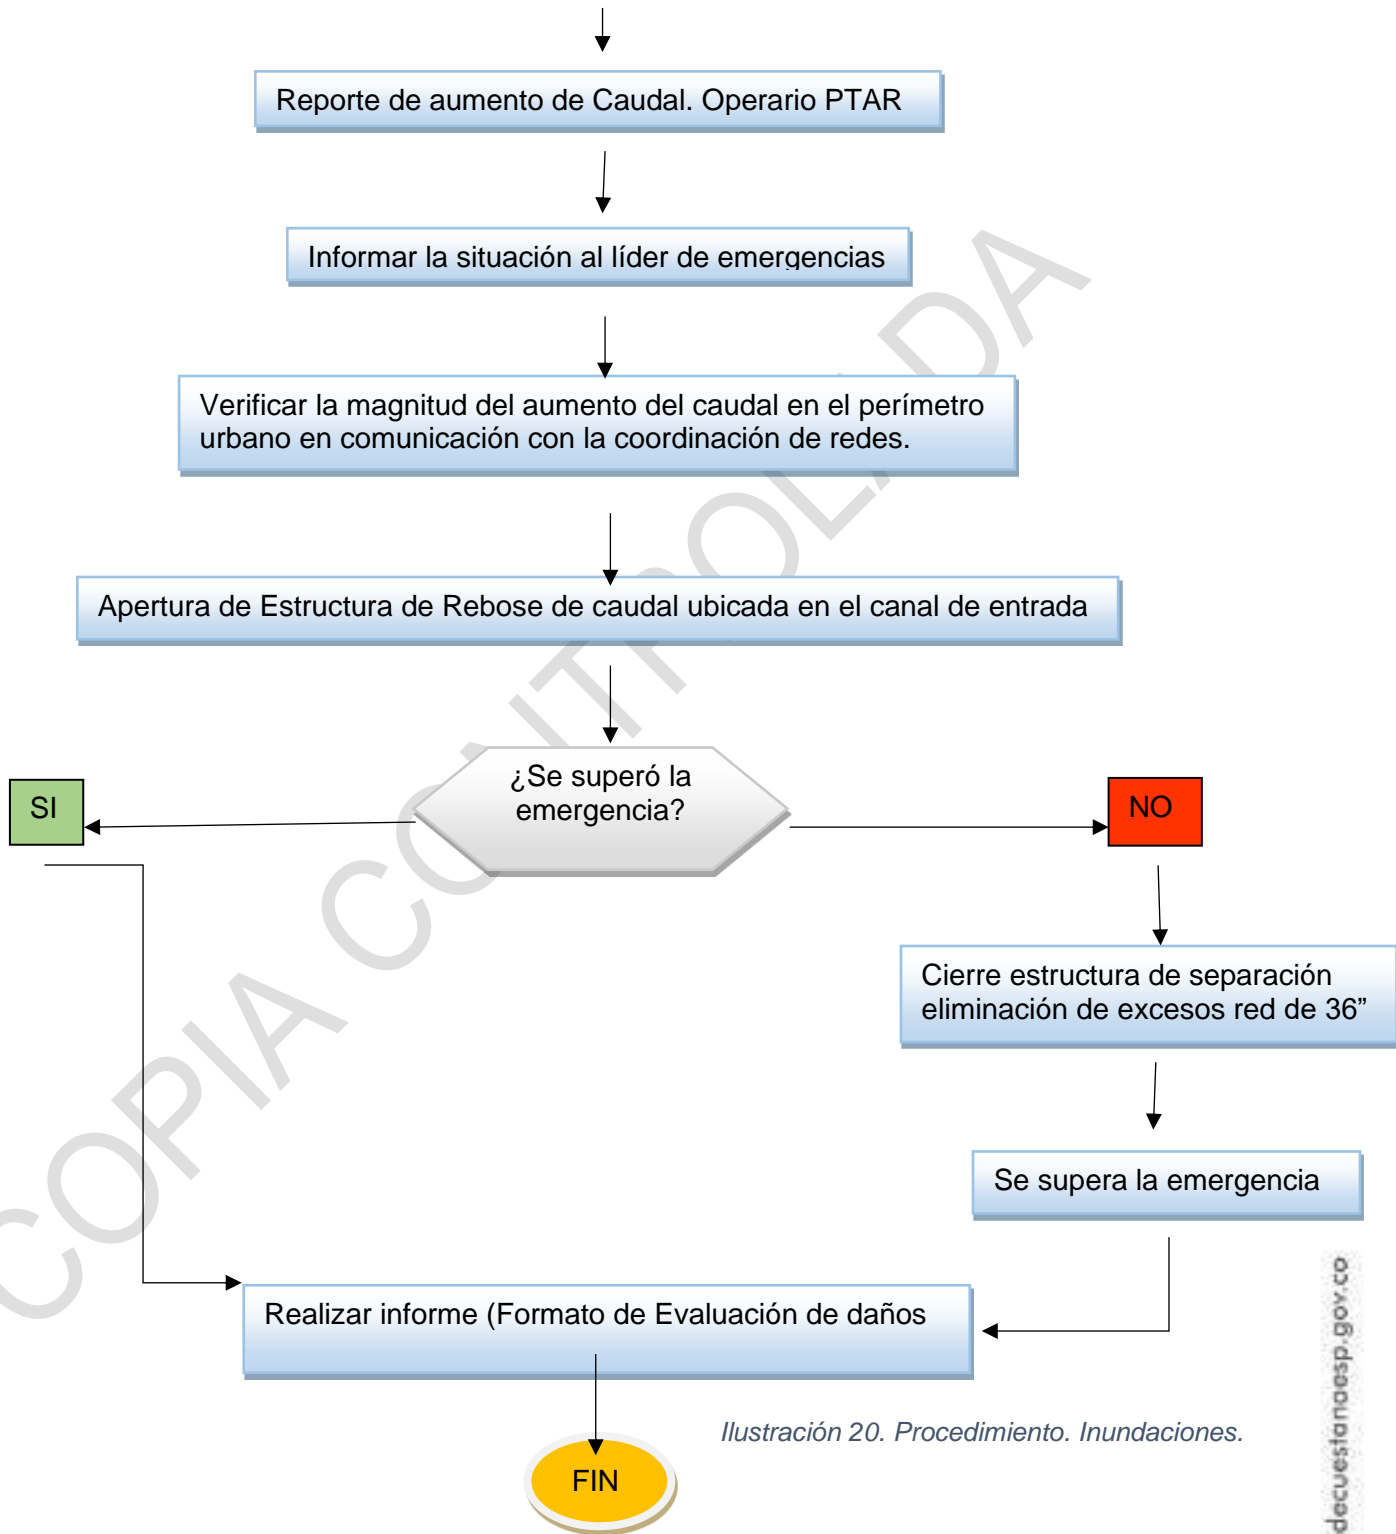 Reporte de aumento de Caudal. Operario PTAR
Informar la situación al líder de emergencias
Verificar la magnitud del aumento del caudal en el perímetro
urbano en comunicación con la coordinación de redes.
Apertura de Estructura de Rebose de caudal ubicada en el canal de entrada
¿Se superó la
emergencia?
SI
NO
Cierre estructura de separación
eliminación de excesos red de 36”
Se supera la emergencia
Realizar informe (Formato de Evaluación de daños
Ilustración 20. Procedimiento. Inundaciones.
FIN
COPIA CONTROLADA
decuestanaesp.gov.co